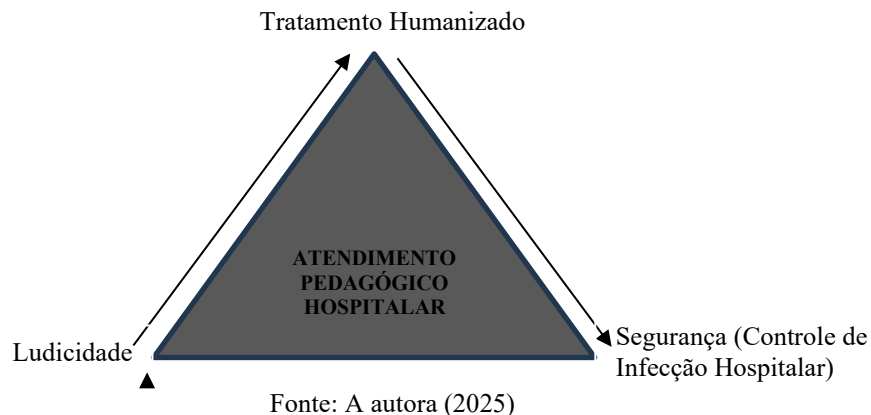 Tratamento Humanizado
ATENDIMENTO
PEDAGÓGICO
HOSPITALAR
Ludicidade
Segurança (Controle de
Infecção Hospitalar)
Fonte: A autora (2025)